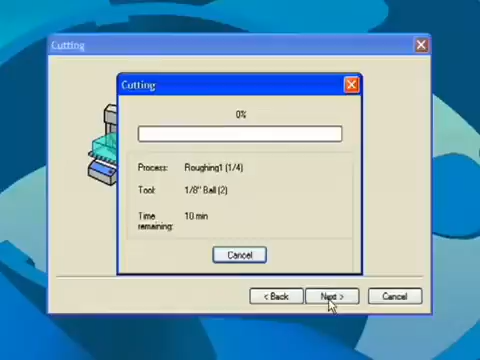 Cutting
Cutting
0%
Process: Roughing1 (1/4)
Tool: 1/8" Ball (2)
Time remaining: 10 min
Cancel
< Back
Next >
Cancel